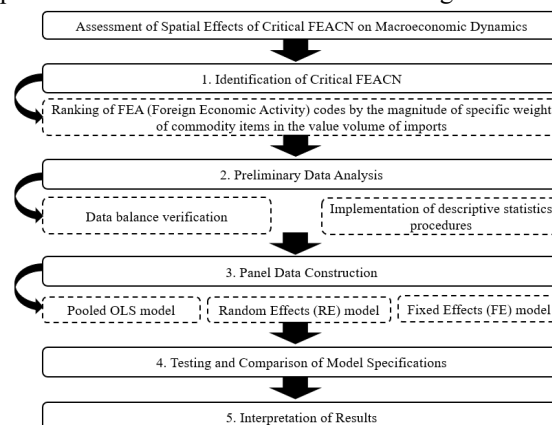 Assessment of Spatial Effects of Critical FEACN on Macroeconomic Dynamics
1. Identification of Critical FEACN
Ranking of FEA (Foreign Economic Activity) codes by the magnitude of specific weight
of commodity items in the value volume of imports
2. Preliminary Data Analysis
Data balance verification
Implementation of descriptive statistics
procedures
3. Panel Data Construction
Pooled OLS model
Random Effects (RE) model
Fixed Effects (FE) model
4. Testing and Comparison of Model Specifications
5. Interpretation of Results